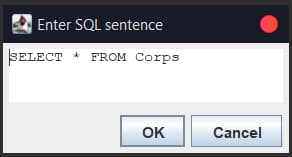 Enter SQL sentence
SELECT * FROM Corps
OK
Cancel